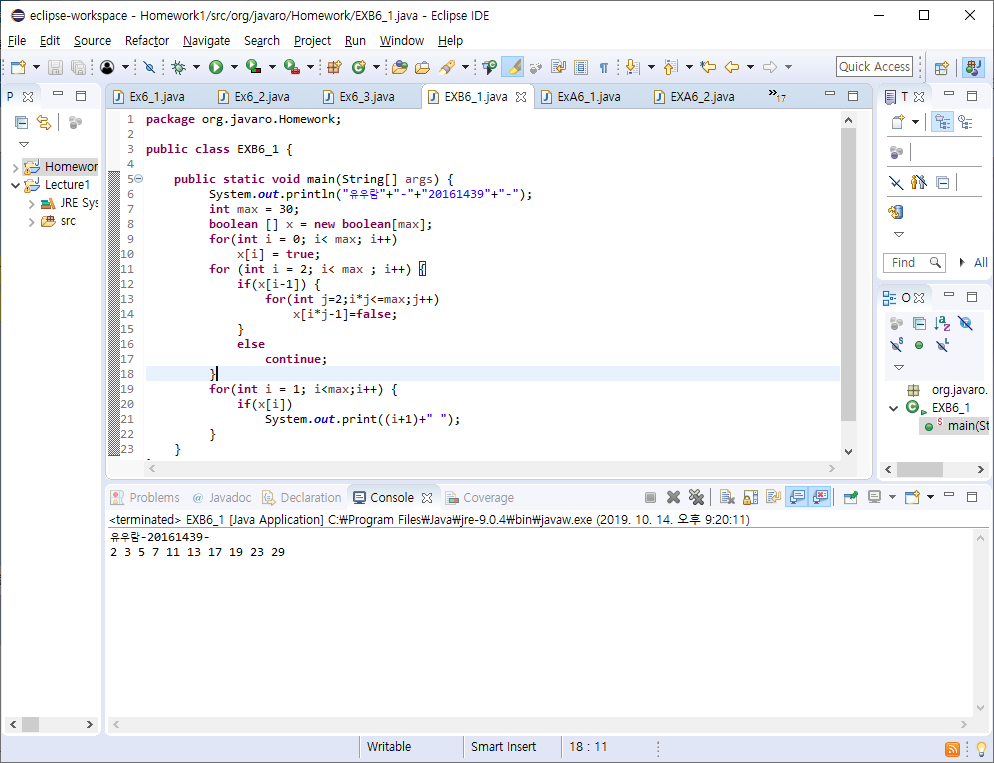 eclipse-workspace - Homework1/src/org/javaro/Homework/EXB6_1.java - Eclipse IDE
File Edit Source Refactor Navigate Search Project Run Window Help
Quick Access
P
Ex6_1.java Ex6_2.java Ex6_3.java EXB6_1.java ExA6_1.java EXA6_2.java »17
T
Homewor
Lecture1
JRE Sy
src
1 package org.javaro.Homework;
2
3 public class EXB6_1 {
4
5 public static void main(String[] args) {
6 System.out.println("유우람"+"-"+"20161439"+"-");
7 int max = 30;
8 boolean [] x = new boolean[max];
9 for(int i = 0; i< max; i++)
10 x[i] = true;
11 for (int i = 2; i< max ; i++) {
12 if(x[i-1]) {
13 for(int j=2;i*j<=max;j++)
14 x[i*j-1]=false;
15 }
16 else
17 continue;
18 }
19 for(int i = 1; i<max;i++) {
20 if(x[i])
21 System.out.print((i+1)+" ");
22 }
23 }
Find All
O
org.javaro.
EXB6_1
main(St
Problems @ Javadoc Declaration Console Coverage
<terminated> EXB6_1 [Java Application] C:₩Program Files₩Java₩jre-9.0.4₩bin₩javaw.exe (2019. 10. 14. 오후 9:20:11)
유우람-20161439-
2 3 5 7 11 13 17 19 23 29
Writable Smart Insert 18 : 11